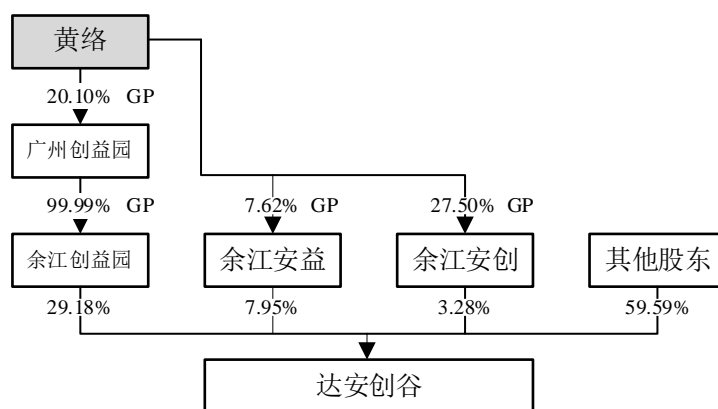 黄络
20.10% GP
广州创益园
99.99% GP
7.62% GP
27.50% GP
余江创益园
余江安益
余江安创
其他股东
29.18%
7.95%
3.28%
59.59%
达安创谷